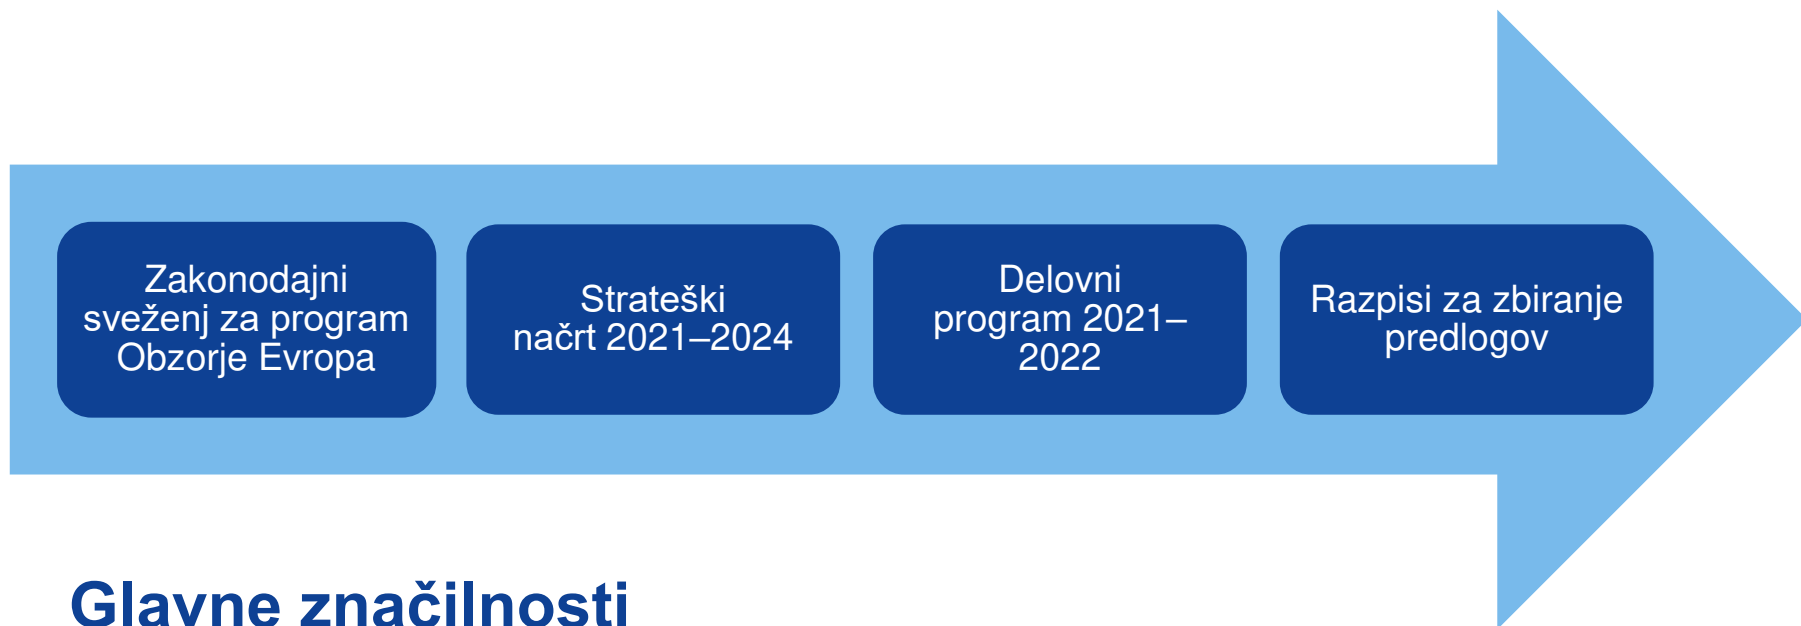 Zakonodajni
sveženj za program
Obzorje Evropa
Strateški
načrt 2021–2024
Delovni
program 2021–
2022
Razpisi za zbiranje
predlogov
Glavne značilnosti